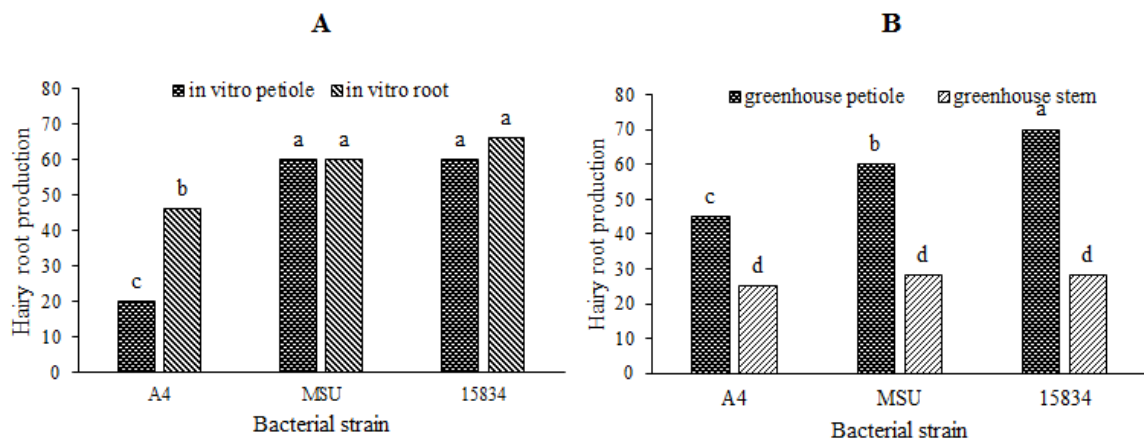 A
Hairy root production
80
70
60
50
40
30
20
10
0
in vitro petiole in vitro root
c
b
a
a
a
a
A4 MSU 15834
Bacterial strain
B
Hairy root production
80
70
60
50
40
30
20
10
0
greenhouse petiole greenhouse stem
c
d
b
d
a
d
A4 MSU 15834
Bacterial strain